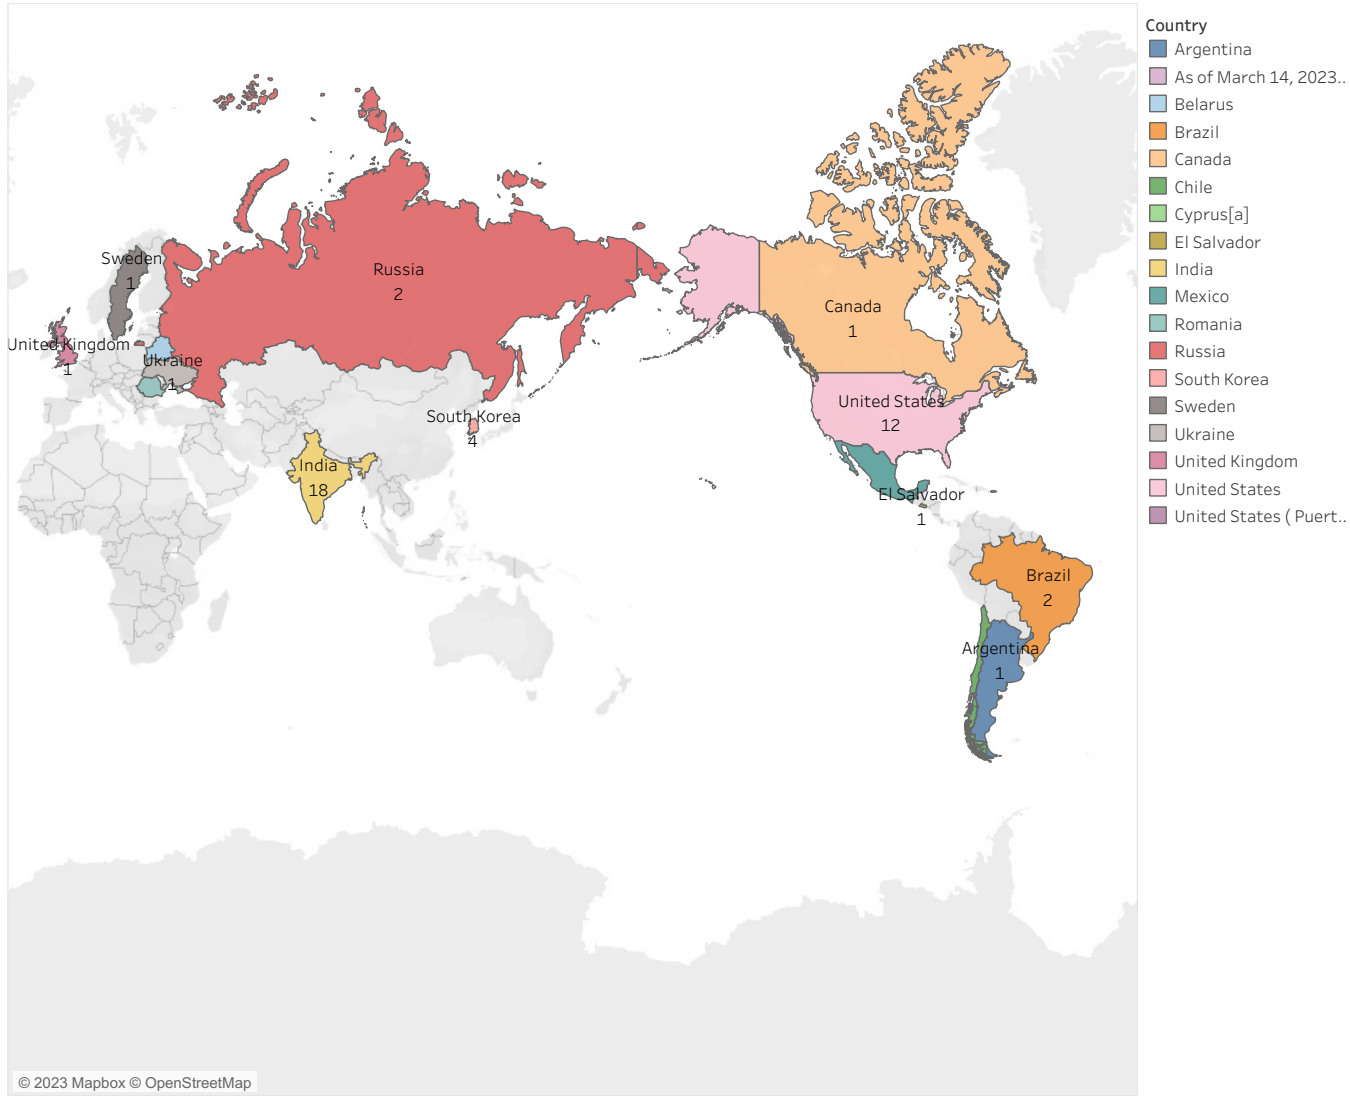 Sweden
1
Russia
2
United Kingdom
1
Ukraine
1
South Korea
4
India
18
Canada
1
United States
12
El Salvador
1
Brazil
2
Argentina
1
© 2023 Mapbox © OpenStreetMap
Country
Argentina
As of March 14, 2023..
Belarus
Brazil
Canada
Chile
Cyprus[a]
El Salvador
India
Mexico
Romania
Russia
South Korea
Sweden
Ukraine
United Kingdom
United States
United States ( Puert..